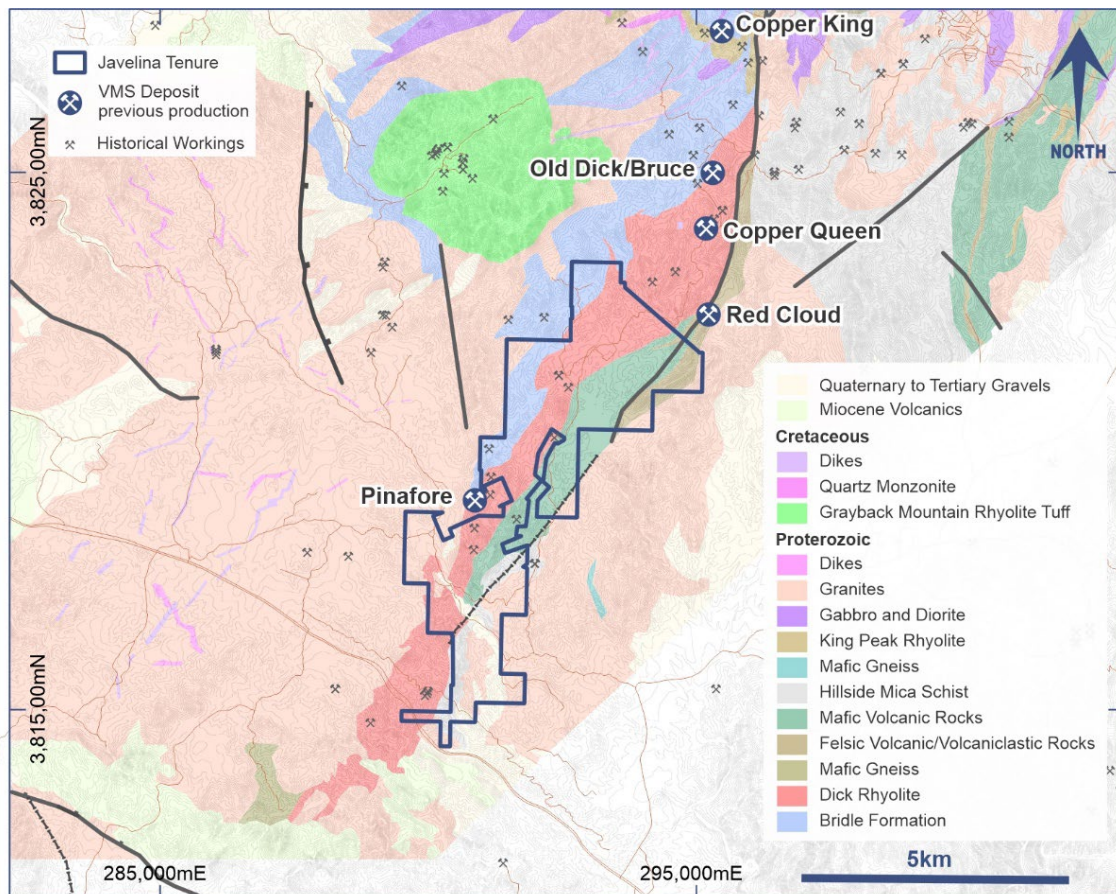 Copper King
Javelina Tenure
VMS Deposit
previous production
Historical Workings
NORTH
3,825,00mN
Old Dick/Bruce
Copper Queen
Red Cloud
Quaternary to Tertiary Gravels
Miocene Volcanics
Cretaceous
Dikes
Quartz Monzonite
Grayback Mountain Rhyolite Tuff
Pinafore
Proterozoic
Dikes
Granites
Gabbro and Diorite
King Peak Rhyolite
Mafic Gneiss
Hillside Mica Schist
3,815,00mN
Mafic Volcanic Rocks
Felsic Volcanic/Volcaniclastic Rocks
Mafic Gneiss
Dick Rhyolite
Bridle Formation
285,000mE
295,000mE
5km